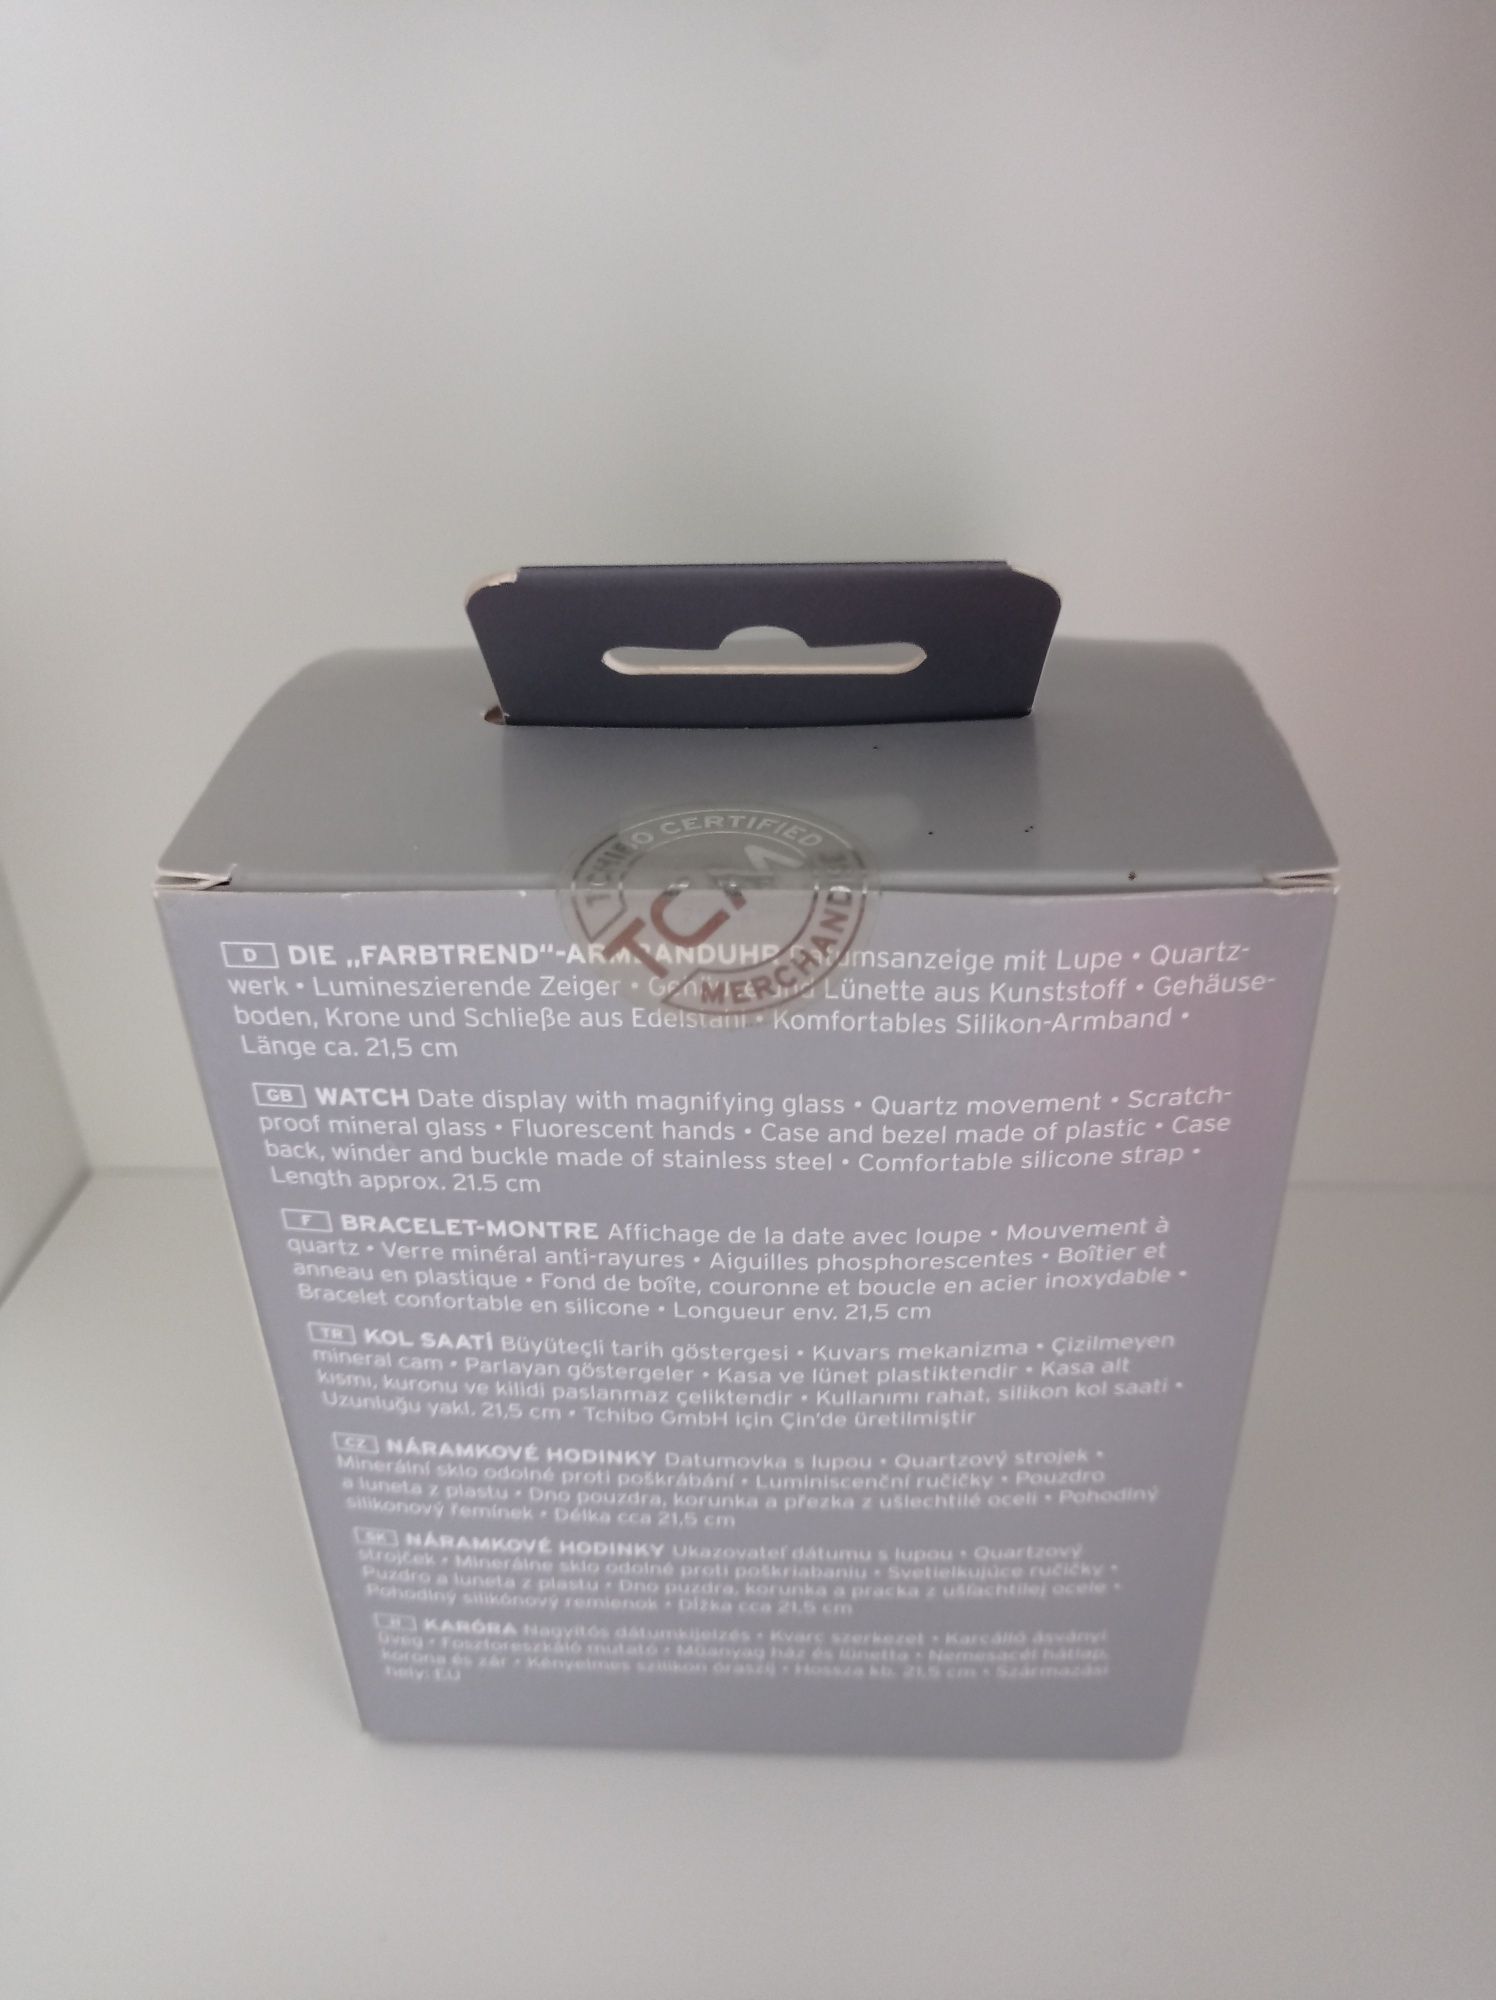 TCHIBO CERTIFIED
TCM
MERCHAND
D DIE „FARBTREND“-ARMBANDUHR Datumsanzeige mit Lupe • Quartz-
werk • Lumineszierende Zeiger • Gehäuse und Lünette aus Kunststoff • Gehäuse-
boden, Krone und Schließe aus Edelstahl • Komfortables Silikon-Armband •
Länge ca. 21,5 cm
GB WATCH Date display with magnifying glass • Quartz movement • Scratch-
proof mineral glass • Fluorescent hands • Case and bezel made of plastic • Case
back, winder and buckle made of stainless steel • Comfortable silicone strap •
Length approx. 21.5 cm
F BRACELET-MONTRE Affichage de la date avec loupe • Mouvement à
quartz • Verre minéral anti-rayures • Aiguilles phosphorescentes • Boîtier et
anneau en plastique • Fond de boîte, couronne et boucle en acier inoxydable •
Bracelet confortable en silicone • Longueur env. 21,5 cm
TR KOL SAATİ Büyüteçli tarih göstergesi • Kuvars mekanizma • Çizilmeyen
mineral cam • Parlayan göstergeler • Kasa ve lünet plastiktendir • Kasa alt
kısmı, kuronu ve kilidi paslanmaz çeliktendir • Kullanımı rahat, silikon kol saati •
Uzunluğu yakl. 21,5 cm • Tchibo GmbH için Çin'de üretilmiştir
CZ NÁRAMKOVÉ HODINKY Datumovka s lupou • Quartzový strojek •
Minerální sklo odolné proti poškrábání • Luminiscenční ručičky • Pouzdro
a luneta z plastu • Dno pouzdra, korunka a přezka z ušlechtilé oceli • Pohodlný
silikonový řemínek • Délka cca 21,5 cm
SK NÁRAMKOVÉ HODINKY Ukazovateľ dátumu s lupou • Quartzový
strojček • Minerálne sklo odolné proti poškriabaniu • Svetielkujúce ručičky •
Puzdro a luneta z plastu • Dno puzdra, korunka a pracka z ušľachtilej ocele •
Pohodlný silikónový remienok • Dĺžka cca 21,5 cm
H KARÓRA Nagyítós dátumkijelzés • Kvarc szerkezet • Karcálló ásványi
üveg • Foszforeszkáló mutató • Műanyag ház és lünetta • Nemesacél hátlap,
korona és zár • Kényelmes szilikon óraszíj • Hossza kb. 21,5 cm • Származási
hely: EU